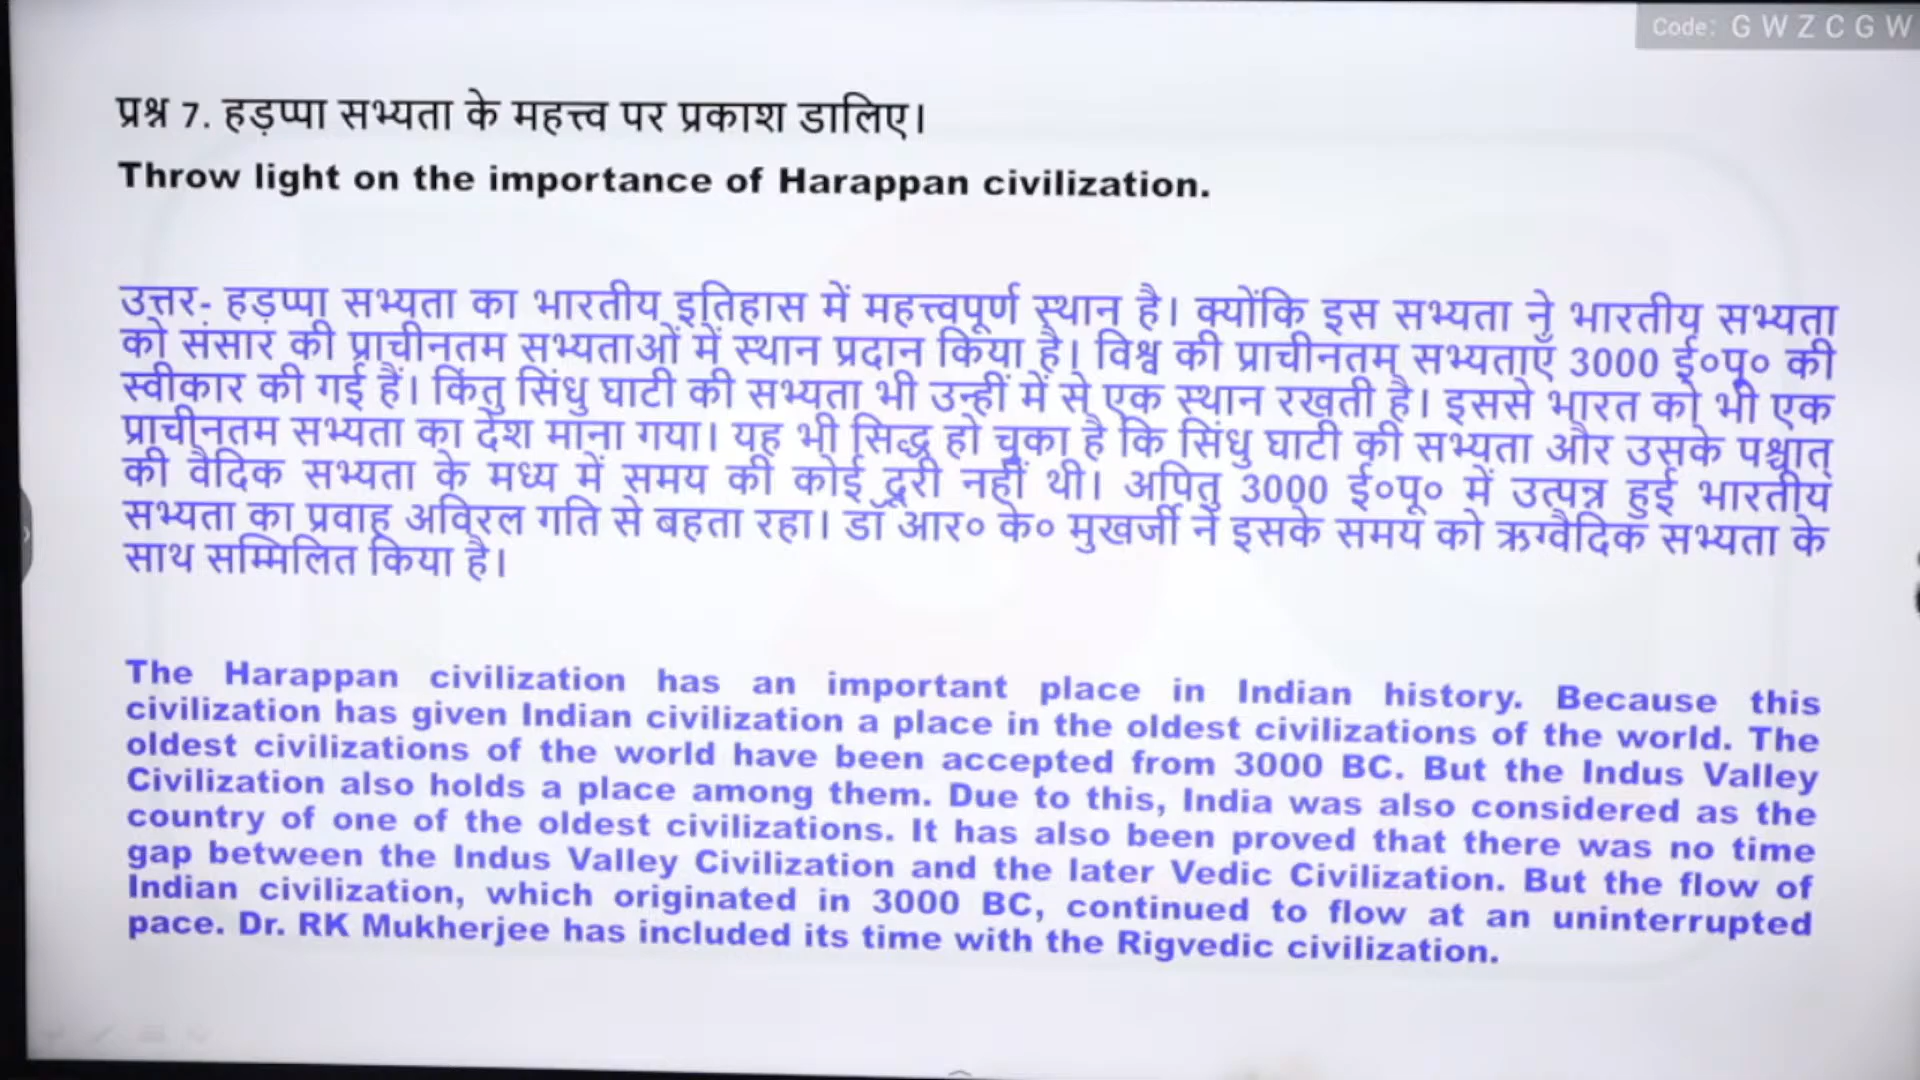 Code: G W Z C G W
प्रश्न 7. हड़प्पा सभ्यता के महत्त्व पर प्रकाश डालिए।
Throw light on the importance of Harappan civilization.
उत्तर- हड़प्पा सभ्यता का भारतीय इतिहास में महत्त्वपूर्ण स्थान है। क्योंकि इस सभ्यता ने भारतीय सभ्यता
को संसार की प्राचीनतम सभ्यताओं में स्थान प्रदान किया है। विश्व की प्राचीनतम् सभ्यताएँ 3000 ई०पू० की
स्वीकार की गई हैं। किंतु सिंधु घाटी की सभ्यता भी उन्हीं में से एक स्थान रखती है। इससे भारत को भी एक
प्राचीनतम सभ्यता का देश माना गया। यह भी सिद्ध हो चुका है कि सिंधु घाटी की सभ्यता और उसके पश्चात्
की वैदिक सभ्यता के मध्य में समय की कोई दूरी नहीं थी। अपितु 3000 ई०पू० में उत्पन्न हुई भारतीय
सभ्यता का प्रवाह अविरल गति से बहता रहा। डॉ आर० के० मुखर्जी ने इसके समय को ऋग्वैदिक सभ्यता के
साथ सम्मिलित किया है।
The Harappan civilization has an important place in Indian history. Because this
civilization has given Indian civilization a place in the oldest civilizations of the world. The
oldest civilizations of the world have been accepted from 3000 BC. But the Indus Valley
Civilization also holds a place among them. Due to this, India was also considered as the
country of one of the oldest civilizations. It has also been proved that there was no time
gap between the Indus Valley Civilization and the later Vedic Civilization. But the flow of
Indian civilization, which originated in 3000 BC, continued to flow at an uninterrupted
pace. Dr. RK Mukherjee has included its time with the Rigvedic civilization.